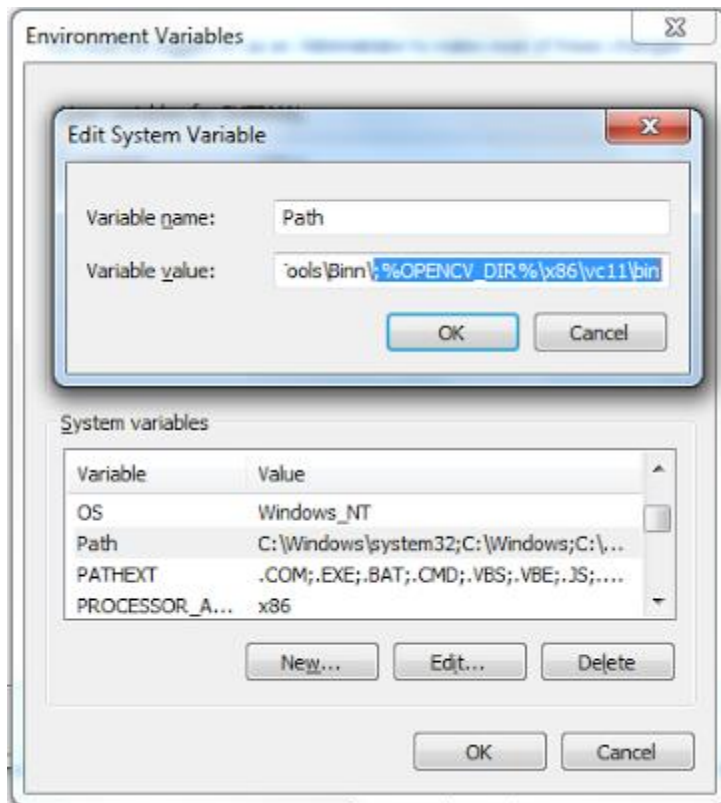 Environment Variables
Edit System Variable
Variable name:
Path
Variable value:
ools\Binn\;%OPENCV_DIR%\x86\vc11\bin
OK
Cancel
System variables
Variable
Value
OS
Windows_NT
Path
C:\Windows\system32;C:\Windows;C:\...
PATHEXT
.COM;.EXE;.BAT;.CMD;.VBS;.VBE;.JS;....
PROCESSOR_A...
x86
New...
Edit...
Delete
OK
Cancel